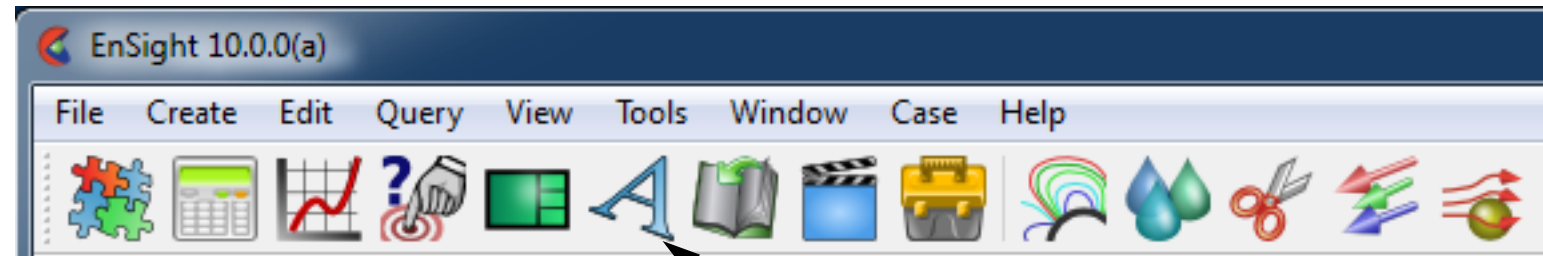 EnSight 10.0.0(a)
File Create Edit Query View Tools Window Case Help
? A